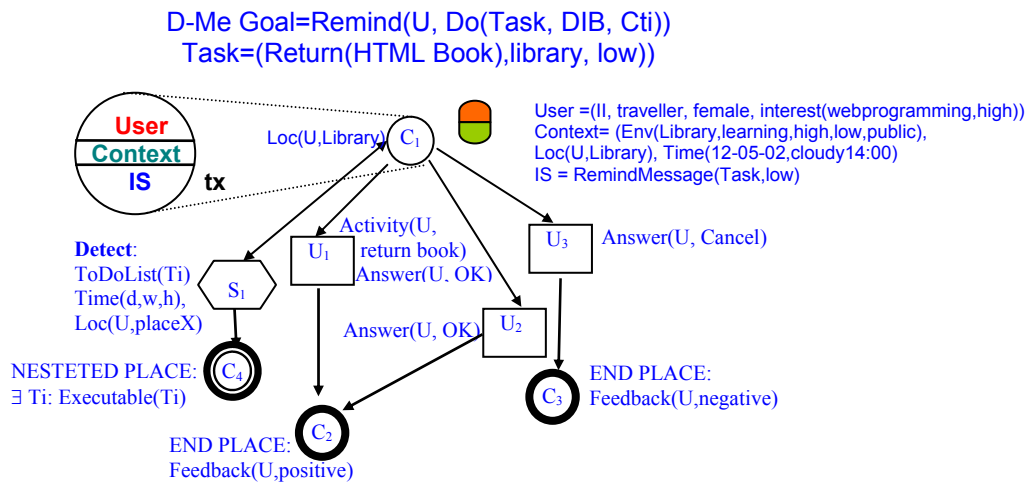 D-Me Goal=Remind(U, Do(Task, DIB, Cti))
Task=(Return(HTML Book),library, low))
User =(II, traveller, female, interest(webprogramming,high))
Context= (Env(Library,learning,high,low,public),
Loc(U,Library), Time(12-05-02,cloudy14:00)
IS = RemindMessage(Task,low)
User
Context
IS
tx
Loc(U,Library)
C1
Activity(U,
return book)
Answer(U, OK)
U1
U3
Answer(U, Cancel)
Detect:
ToDoList(Ti)
Time(d,w,h),
Loc(U,placeX)
S1
Answer(U, OK)
U2
NESTETED PLACE:
∃ Ti: Executable(Ti)
C4
C3
END PLACE:
Feedback(U,negative)
C2
END PLACE:
Feedback(U,positive)